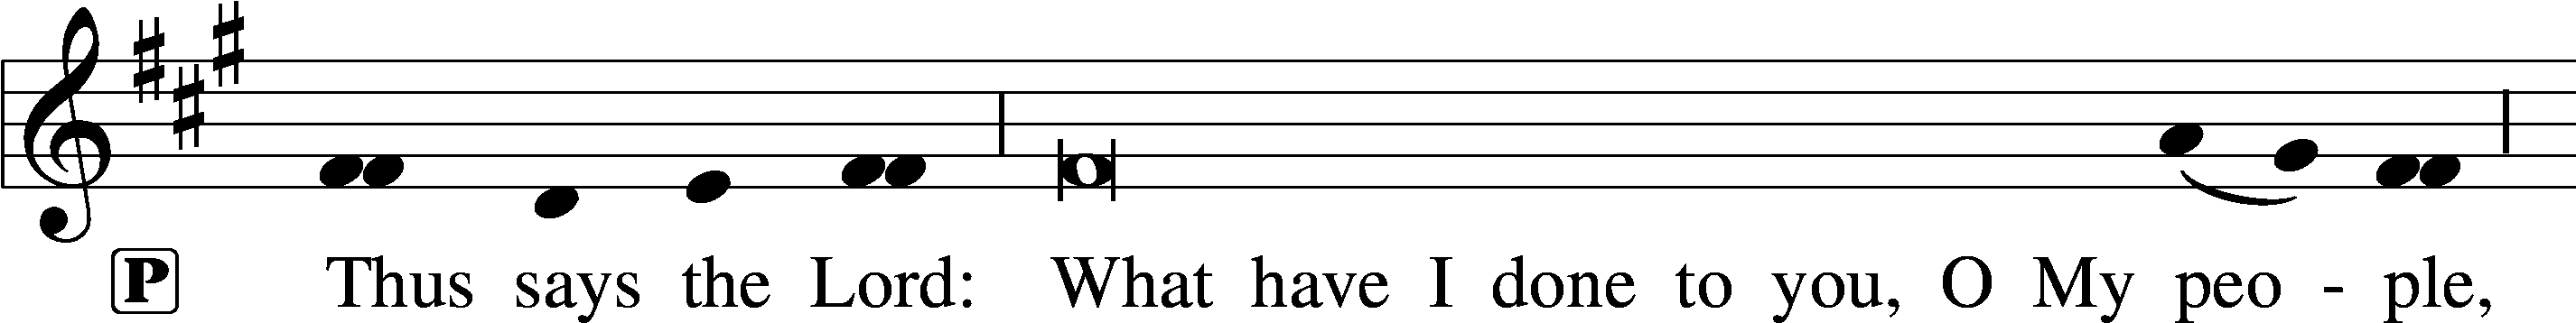 P Thus says the Lord: What have I done to you, O My peo - ple,